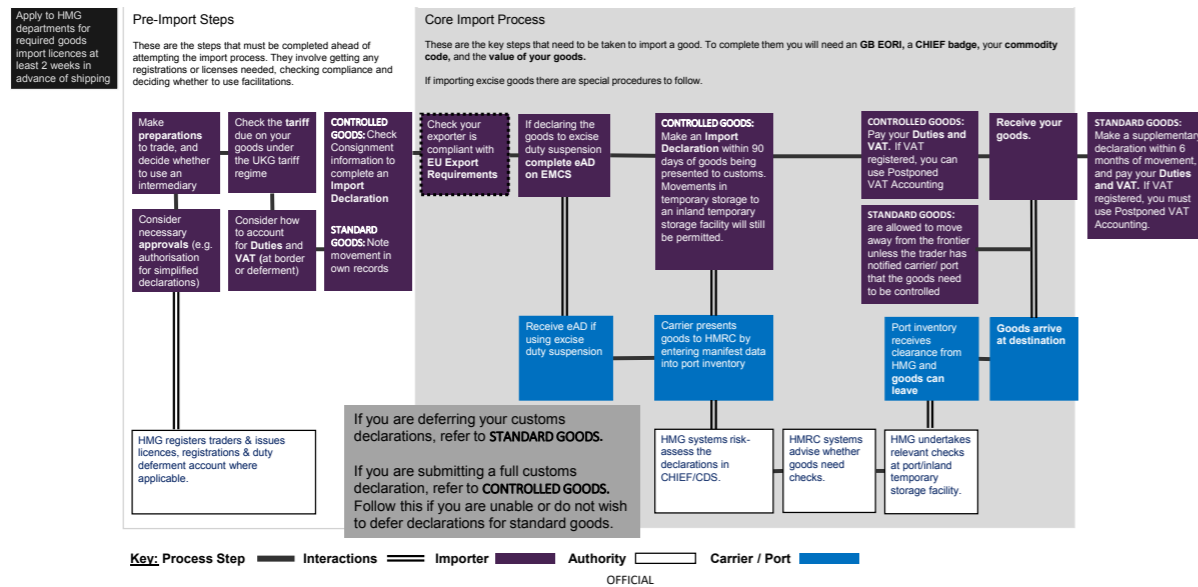 Apply to HMG
departments for
required goods
import licences at
least 2 weeks in
advance of shipping
Pre-Import Steps
These are the steps that must be completed ahead of
attempting the import process. They involve getting any
registrations or licenses needed, checking compliance and
deciding whether to use facilitations.
Core Import Process
These are the key steps that need to be taken to import a good. To complete them you will need an GB EORI, a CHIEF badge, your commodity
code, and the value of your goods.
If importing excise goods there are special procedures to follow.
Make
preparations
to trade, and
decide whether
to use an
intermediary
Check the tariff
due on your
goods under
the UKG tariff
regime
CONTROLLED
GOODS: Check
Consignment
information to
complete an
Import
Declaration
STANDARD
GOODS: Note
movement in
own records
Consider
necessary
approvals (e.g.
authorisation
for simplified
declarations)
Consider how
to account
for Duties and
VAT (at border
or deferment)
Check your
exporter is
compliant with
EU Export
Requirements
If declaring the
goods to excise
duty suspension
complete eAD
on EMCS
CONTROLLED GOODS:
Make an Import
Declaration within 90
days of goods being
presented to customs.
Movements in
temporary storage to
an inland temporary
storage facility will still
be permitted.
CONTROLLED GOODS:
Pay your Duties and
VAT. If VAT
registered, you can
use Postponed
VAT Accounting
Receive your
goods.
STANDARD GOODS:
Make a supplementary
declaration within 6
months of movement,
and pay your Duties
and VAT. If VAT
registered, you must
use Postponed VAT
Accounting.
STANDARD GOODS:
are allowed to move
away from the frontier
unless the trader has
notified carrier/ port
that the goods need
to be controlled
Receive eAD if
using excise
duty suspension
Carrier presents
goods to HMRC by
entering manifest data
into port inventory
Port inventory
receives
clearance from
HMG and
goods can
leave
Goods arrive
at destination
HMG registers traders & issues
licences, registrations & duty
deferment account where
applicable.
If you are deferring your customs
declarations, refer to STANDARD GOODS.
If you are submitting a full customs
declaration, refer to CONTROLLED GOODS.
Follow this if you are unable or do not wish
to defer declarations for standard goods.
HMG systems risk-
assess the
declarations in
CHIEF/CDS.
HMRC systems
advise whether
goods need
checks.
HMG undertakes
relevant checks
at port/inland
temporary
storage facility.
Key: Process Step Interactions Importer Authority Carrier / Port
OFFICIAL